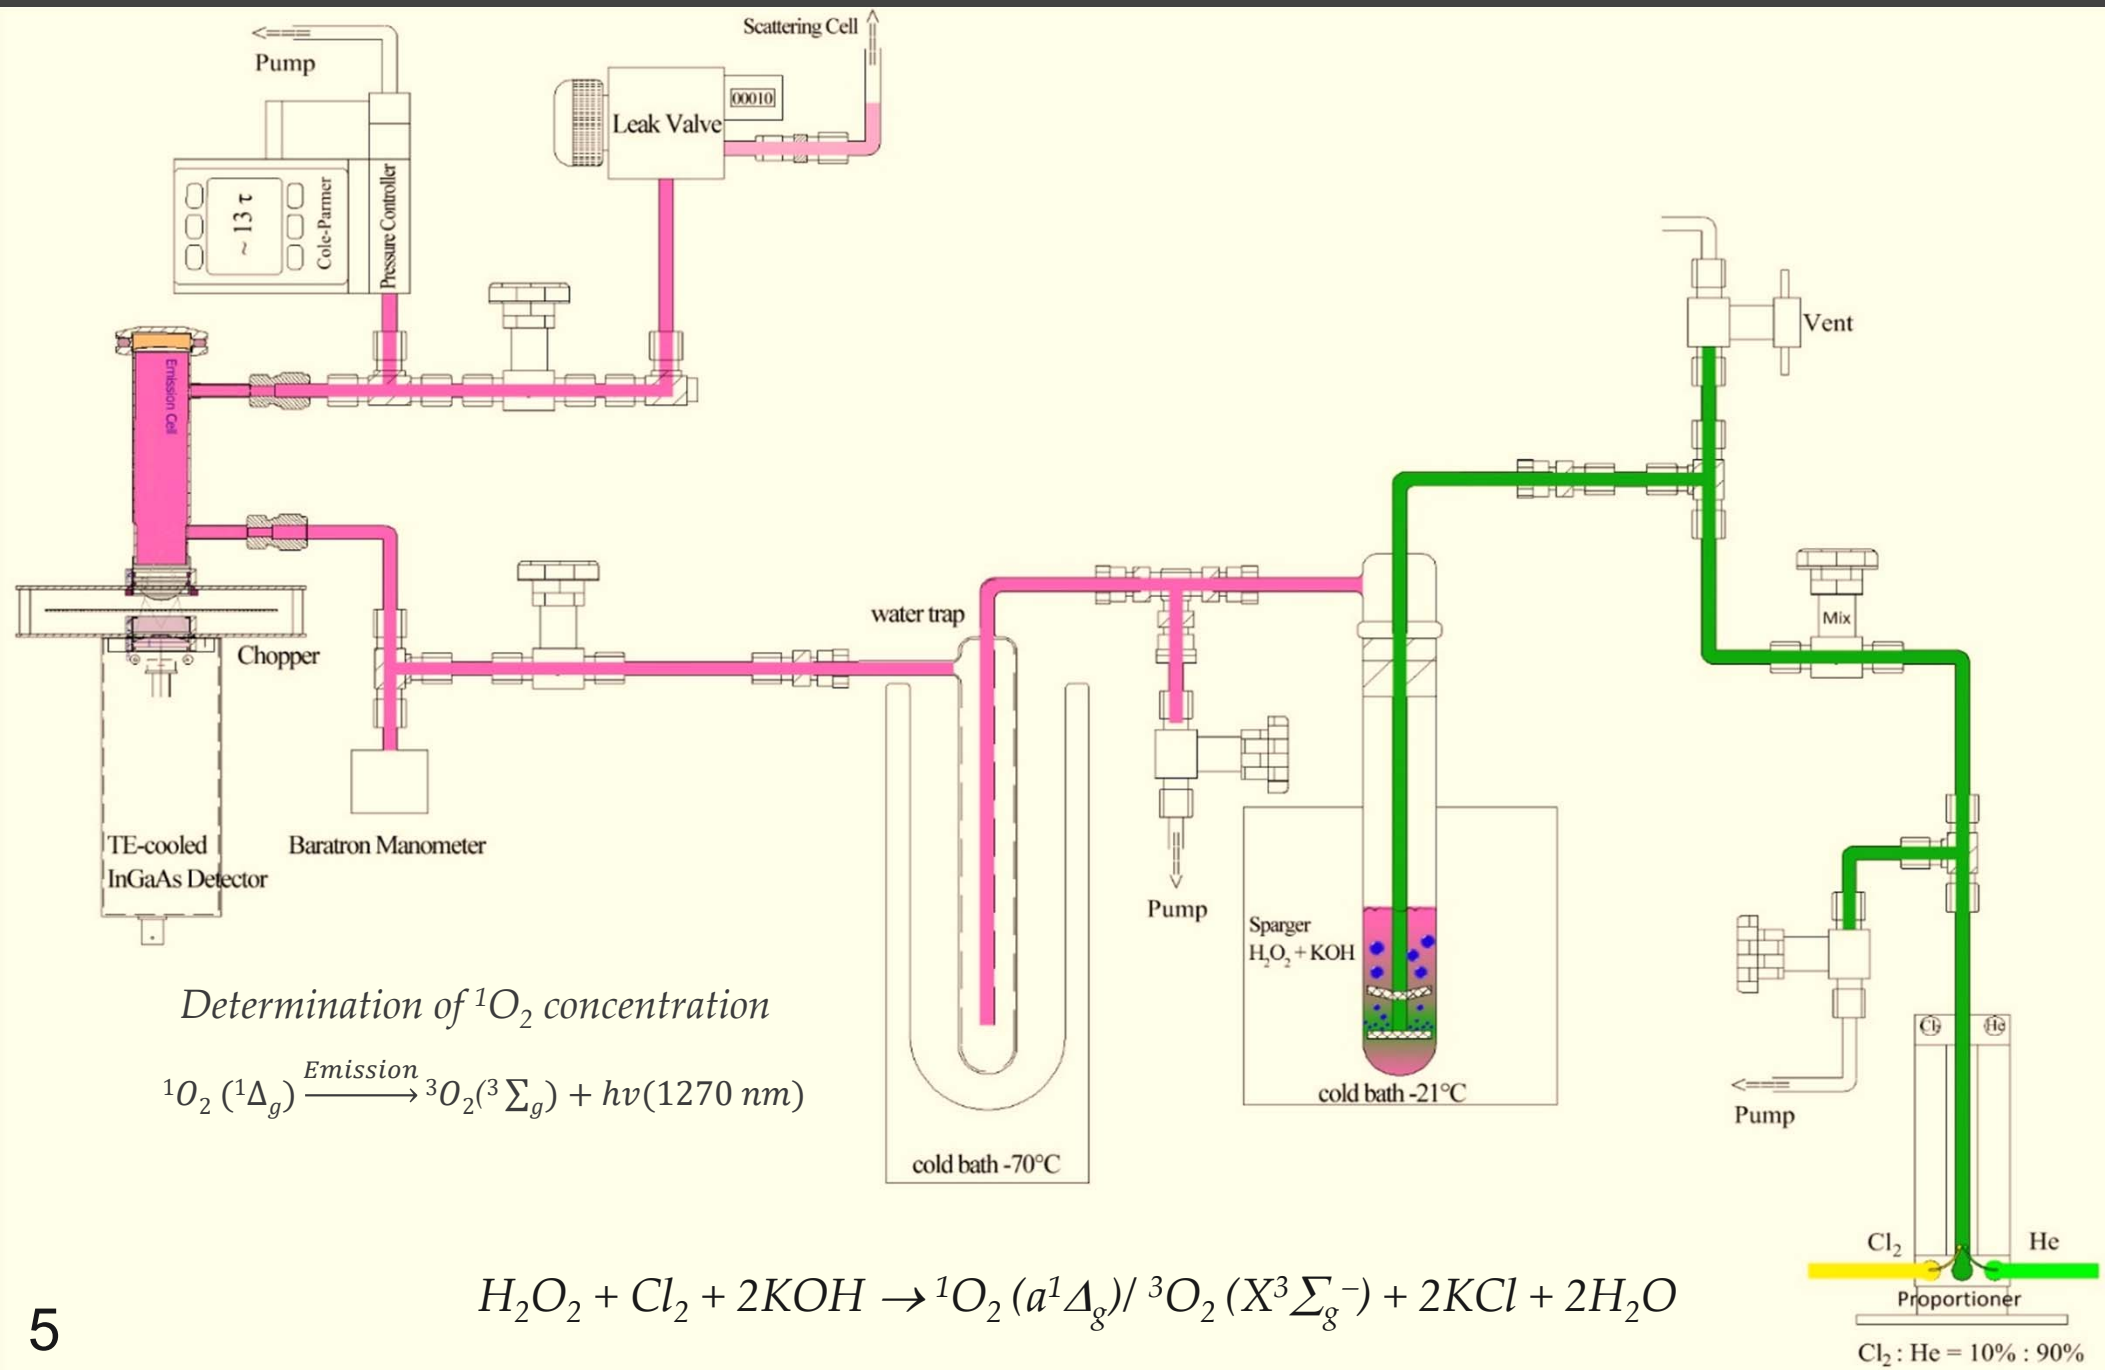 Scattering Cell
Pump
00010
Leak Valve
~ 13 τ
Cole-Parmer
Pressure Controller
Emission Cell
Vent
Mix
water trap
Chopper
TE-cooled
InGaAs Detector
Baratron Manometer
Pump
Sparger
H₂O₂ + KOH
cold bath -21°C
cold bath -70°C
Cl₂ He
Pump
Determination of ¹O₂ concentration
¹O₂ (¹Δg) Emission → ³O₂(³∑g) + hν(1270 nm)
Cl₂ He
Proportioner
Cl₂ : He = 10% : 90%
H₂O₂ + Cl₂ + 2KOH → ¹O₂ (a¹Δg)/ ³O₂ (X³Σg⁻) + 2KCl + 2H₂O
5